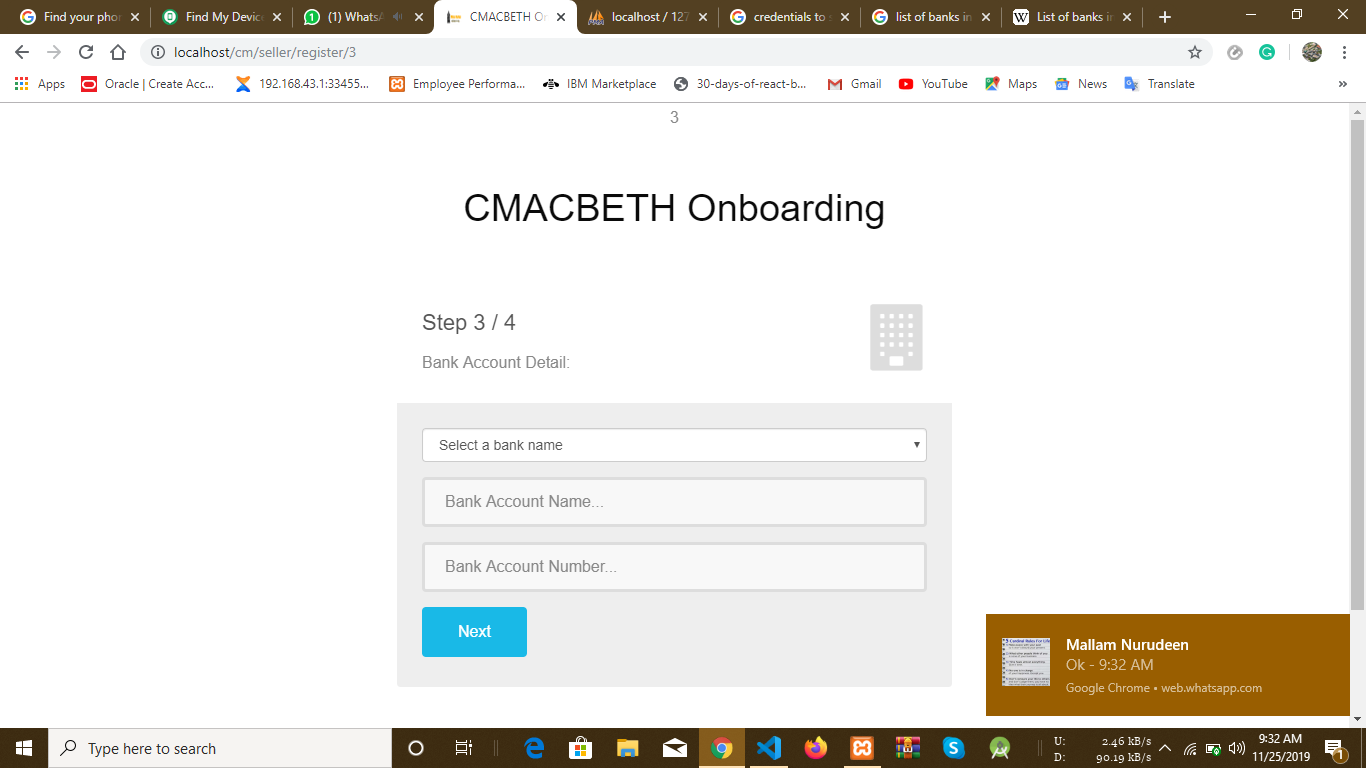 Find your phon
Find My Device
(1) WhatsA
CMACBETH On
localhost / 127
credentials to s
list of banks in
List of banks in
localhost/cm/seller/register/3
Apps
Oracle | Create Acc...
192.168.43.1:33455...
Employee Performa...
IBM Marketplace
30-days-of-react-b...
Gmail
YouTube
Maps
News
Translate
»
3
CMACBETH Onboarding
Step 3 / 4
Bank Account Detail:
Select a bank name
Bank Account Name...
Bank Account Number...
Next
Mallam Nurudeen
Ok - 9:32 AM
Google Chrome • web.whatsapp.com
Type here to search
U: 2.46 kB/s
D: 90.19 kB/s
9:32 AM
11/25/2019
1